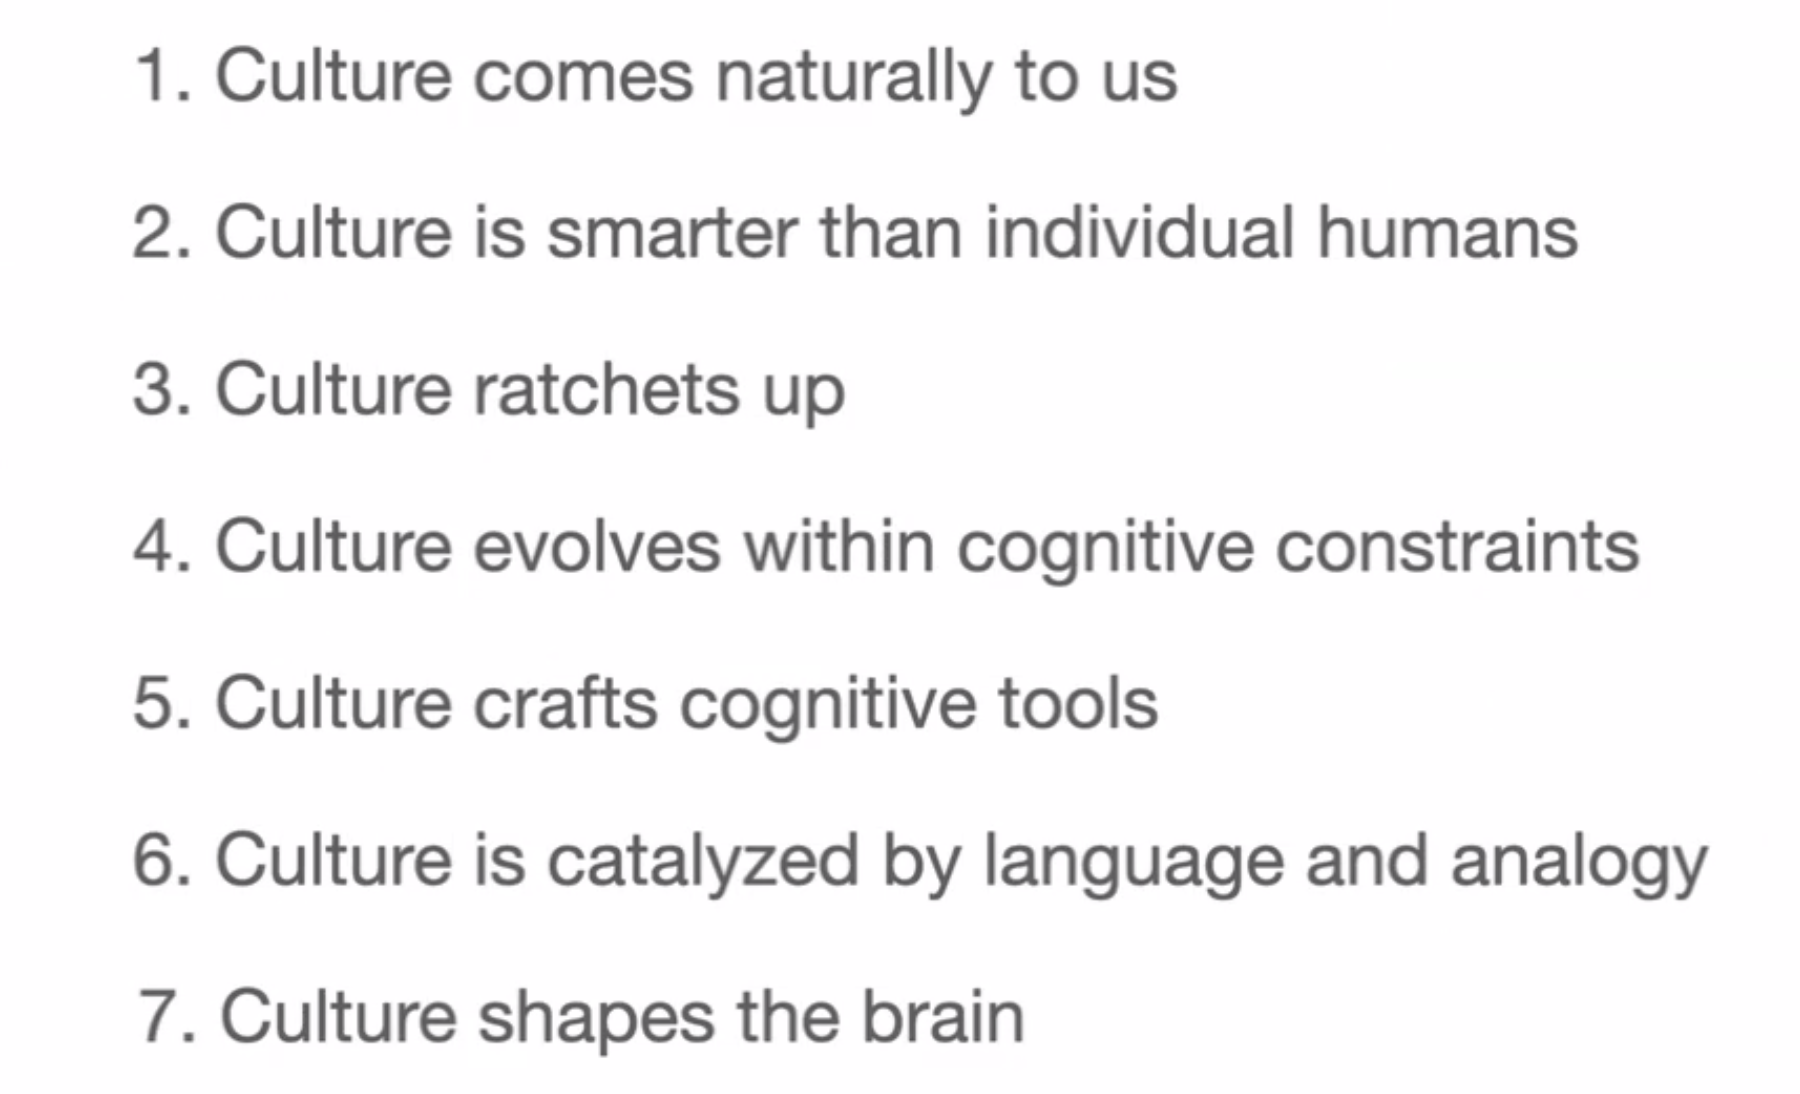 1. Culture comes naturally to us
2. Culture is smarter than individual humans
3. Culture ratchets up
4. Culture evolves within cognitive constraints
5. Culture crafts cognitive tools
6. Culture is catalyzed by language and analogy
7. Culture shapes the brain